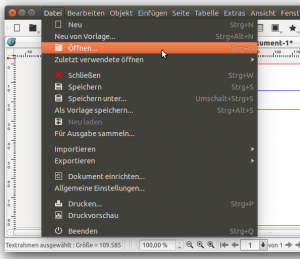 Datei Bearbeiten Objekt Einfügen Seite Tabelle Extras Ansicht Fenst
Neu Strg+N
Neu von Vorlage... Strg+Alt+N
Öffnen... Strg+O
kument-1*
Zuletzt verwendete öffnen
Schließen Strg+W
Speichern Strg+S
Speichern unter... Umschalt+Strg+S
Als Vorlage speichern... Strg+Alt+S
Neu laden
Für Ausgabe sammeln...
Importieren
Exportieren
Dokument einrichten...
Allgemeine Einstellungen...
Drucken... Strg+P
Druckvorschau
Beenden Strg+Q
Textrahmen ausgewählt : Größe = 109.585 100,00 % 1 von 1